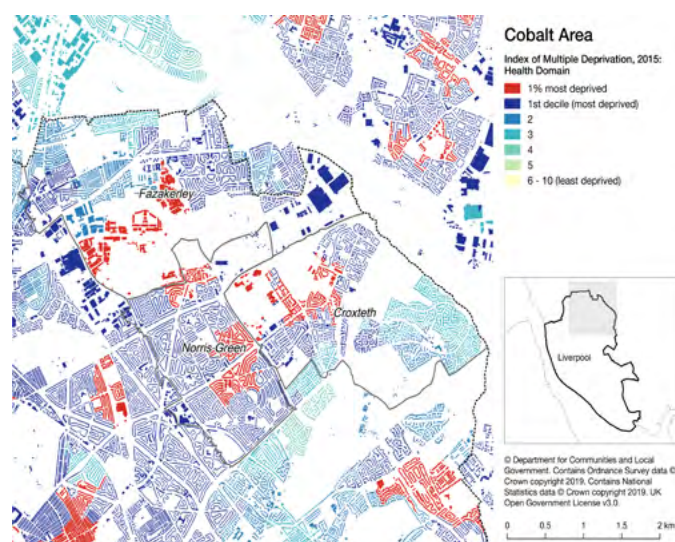 Cobalt Area
Index of Multiple Deprivation, 2015:
Health Domain
1% most deprived
1st decile (most deprived)
2
3
4
5
6 - 10 (least deprived)
Fazakerley
Croxteth
Norris Green
Liverpool
© Department for Communities and Local
Government. Contains Ordnance Survey data ©
Crown copyright 2019. Contains National
Statistics data © Crown copyright 2019. UK
Open Government License v3.0.
0 0.5 1.0 1.5 2 km